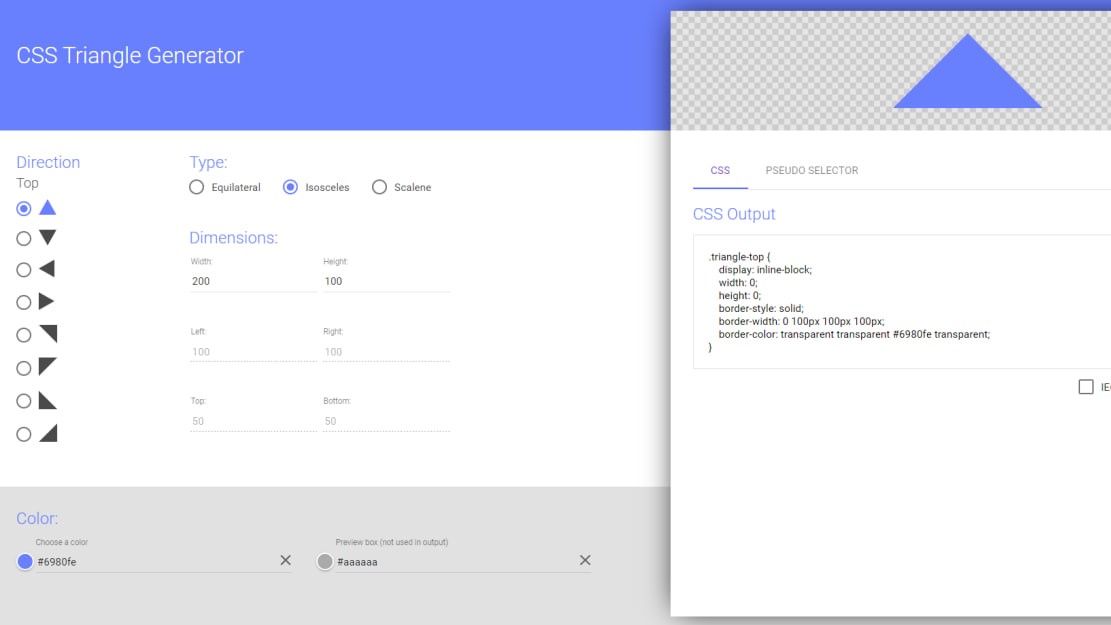 CSS Triangle Generator
Direction
Top
Type:
Equilateral
Isosceles
Scalene
Dimensions:
Width:
Height:
200
100
Left:
Right:
100
100
Top:
Bottom:
50
50
Color:
Choose a color
#6980fe
Preview box (not used in output)
#aaaaaa
CSS
PSEUDO SELECTOR
CSS Output
.triangle-top {
display: inline-block;
width: 0;
height: 0;
border-style: solid;
border-width: 0 100px 100px 100px;
border-color: transparent transparent #6980fe transparent;
}